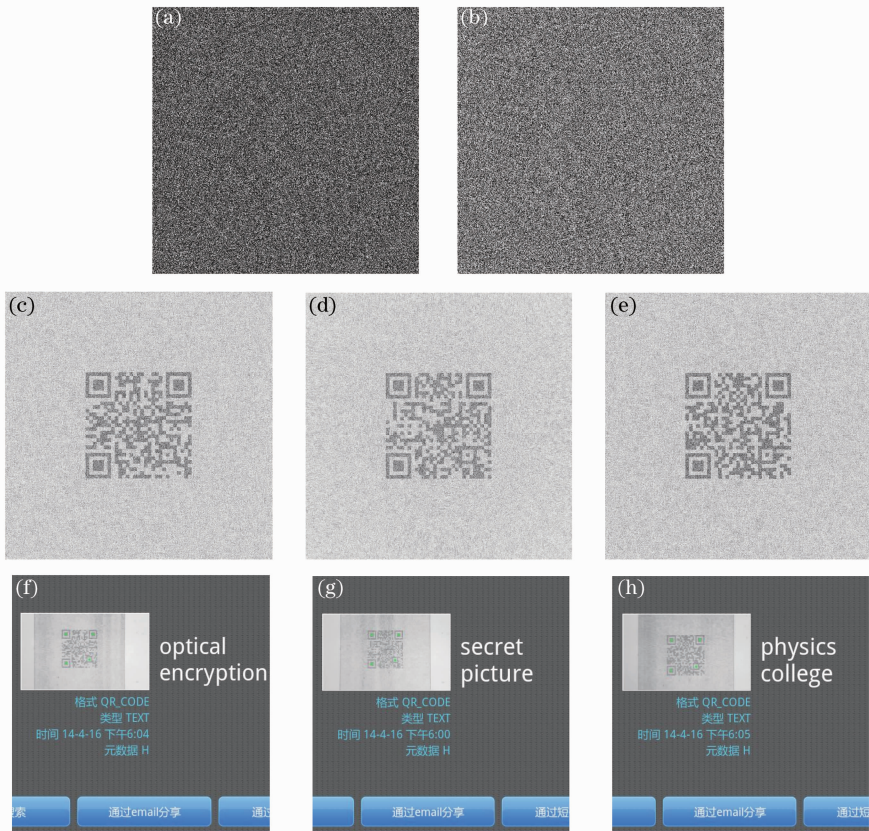 (a)
(b)
(c)
(d)
(e)
(f)
optical
encryption
格式 QR_CODE
类型 TEXT
时间 14-4-16 下午6:04
元数据 H
索
通过email分享
通过
(g)
secret
picture
格式 QR_CODE
类型 TEXT
时间 14-4-16 下午6:00
元数据 H
通过email分享
通过短
(h)
physics
college
格式 QR_CODE
类型 TEXT
时间 14-4-16 下午6:05
元数据 H
通过email分享
通过短